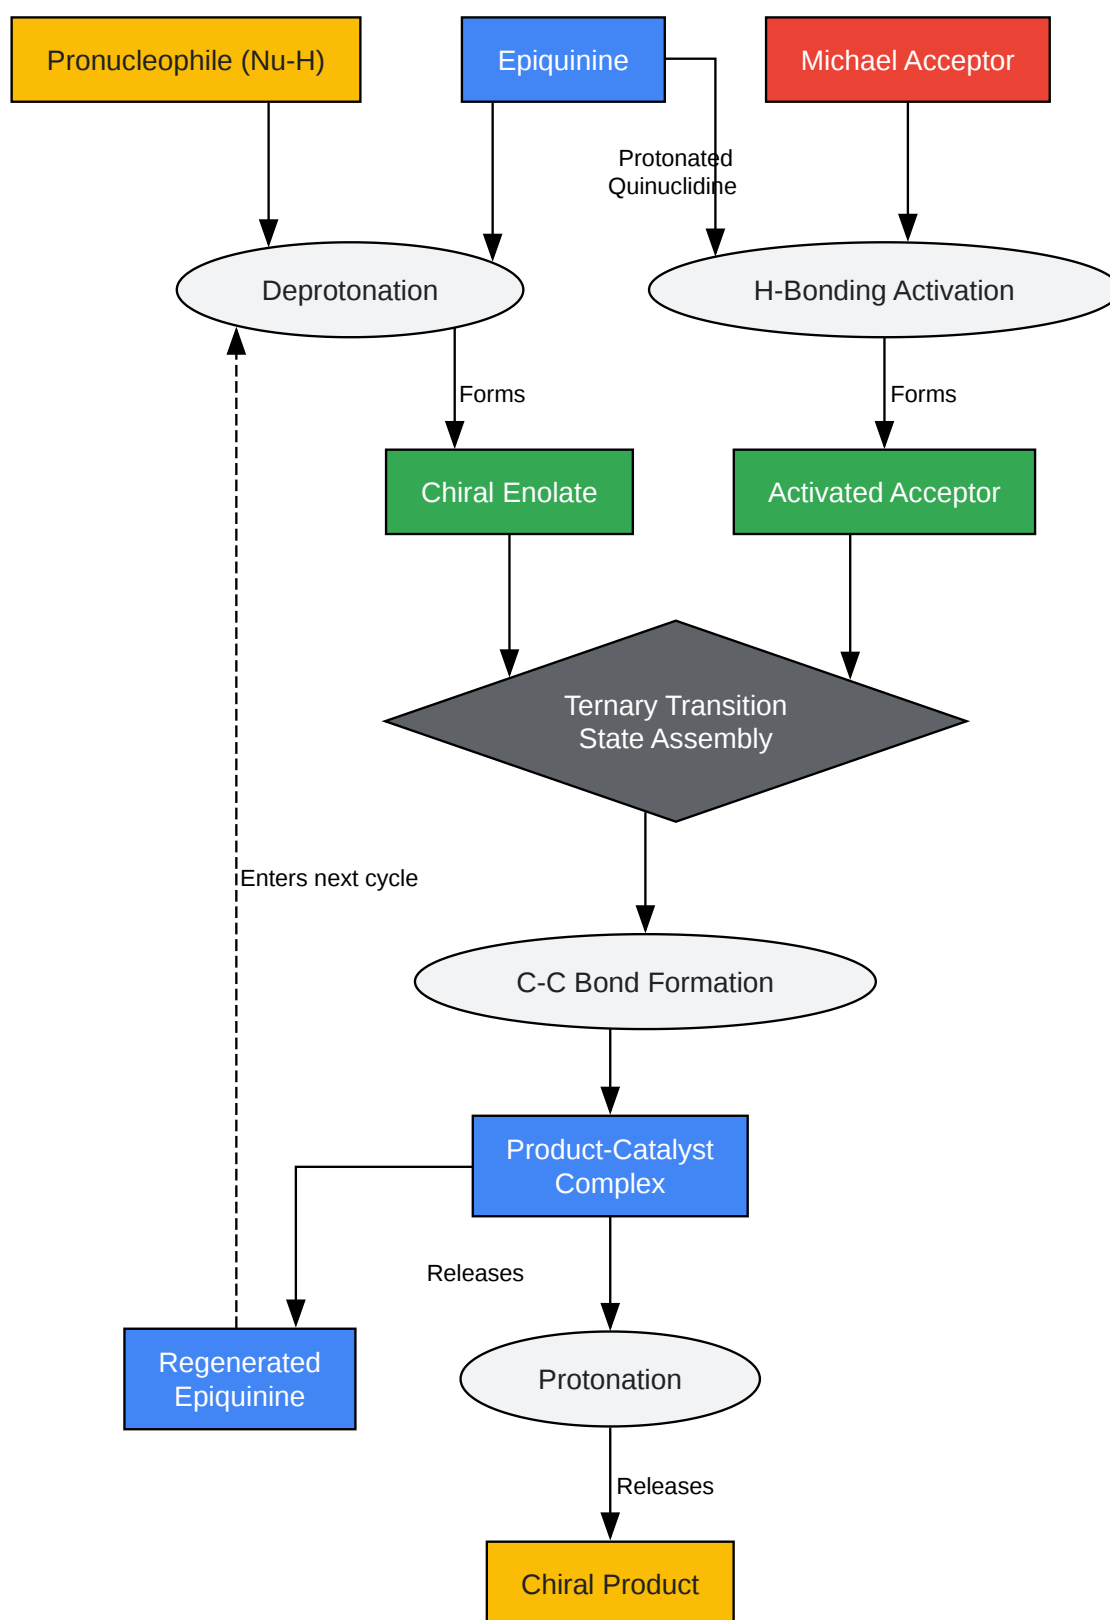 Pronucleophile (Nu-H)
Epiquinine
Michael Acceptor
Protonated
Quinuclidine
Deprotonation
H-Bonding Activation
Forms
Forms
Chiral Enolate
Activated Acceptor
Ternary Transition
State Assembly
Enters next cycle
C-C Bond Formation
Product-Catalyst
Complex
Releases
Regenerated
Epiquinine
Protonation
Releases
Chiral Product